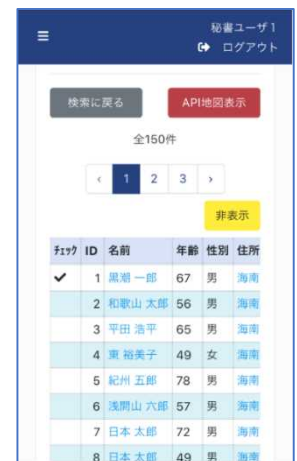 秘書ユーザ1
ログアウト
検索に戻る API地図表示
全150件
‹ 1 2 3 ›
非表示
ﾁｪｯｸ ID 名前 年齢 性別 住所
✓ 1 黒潮 一郎 67 男 海南
2 和歌山 太郎 56 男 海南
3 平田 浩平 65 男 海南
4 東 裕美子 49 女 海南
5 紀州 五郎 78 男 海南
6 浅間山 六郎 57 男 海南
7 日本 太郎 72 男 海南
8 日本 太郎 49 男 海南